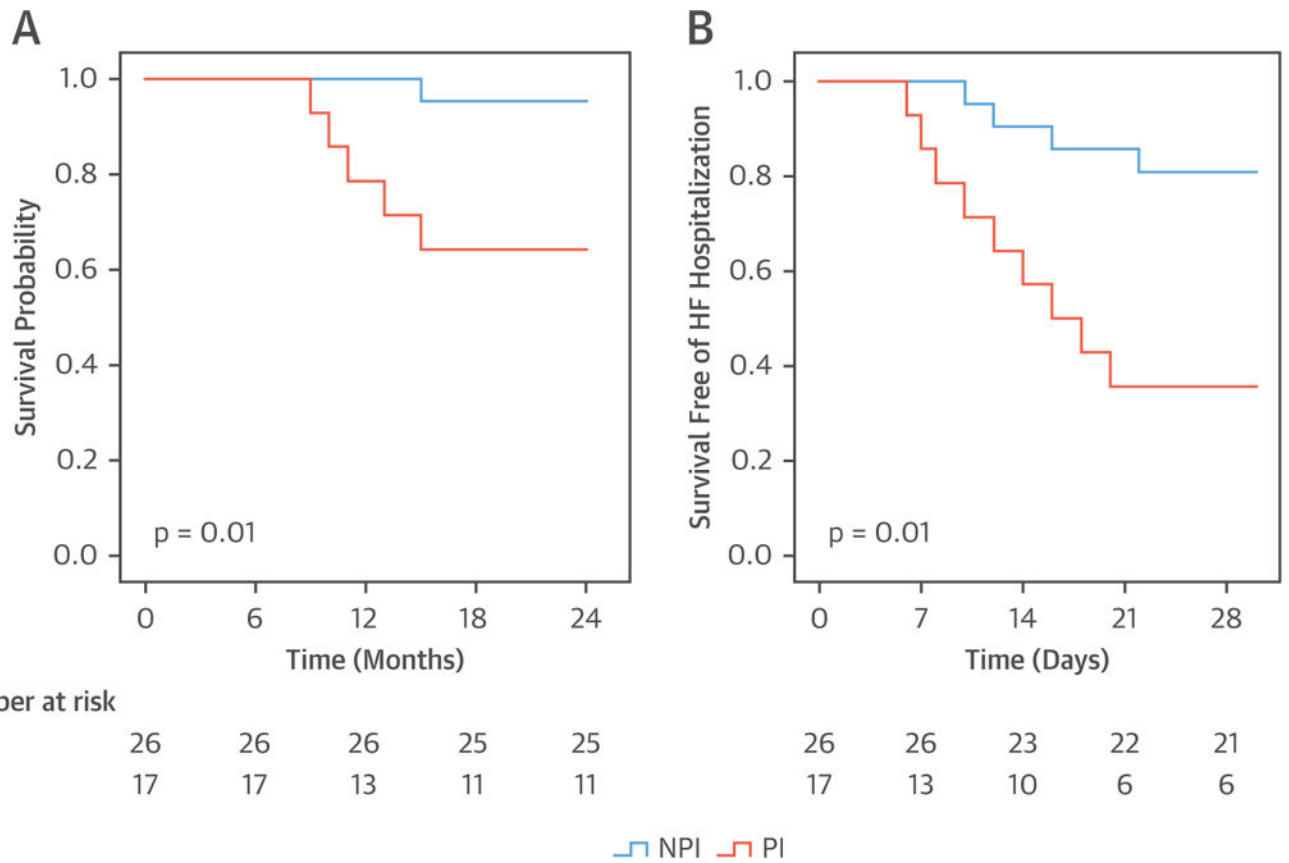 A
Survival Probability
1.0
0.8
0.6
0.4
0.2
0.0
p = 0.01
0 6 12 18 24
Time (Months)
B
Survival Free of HF Hospitalization
1.0
0.8
0.6
0.4
0.2
0.0
p = 0.01
0 7 14 21 28
Time (Days)
at risk
26 26 26 25 25
17 17 13 11 11
26 26 23 22 21
17 13 10 6 6
NPI PI